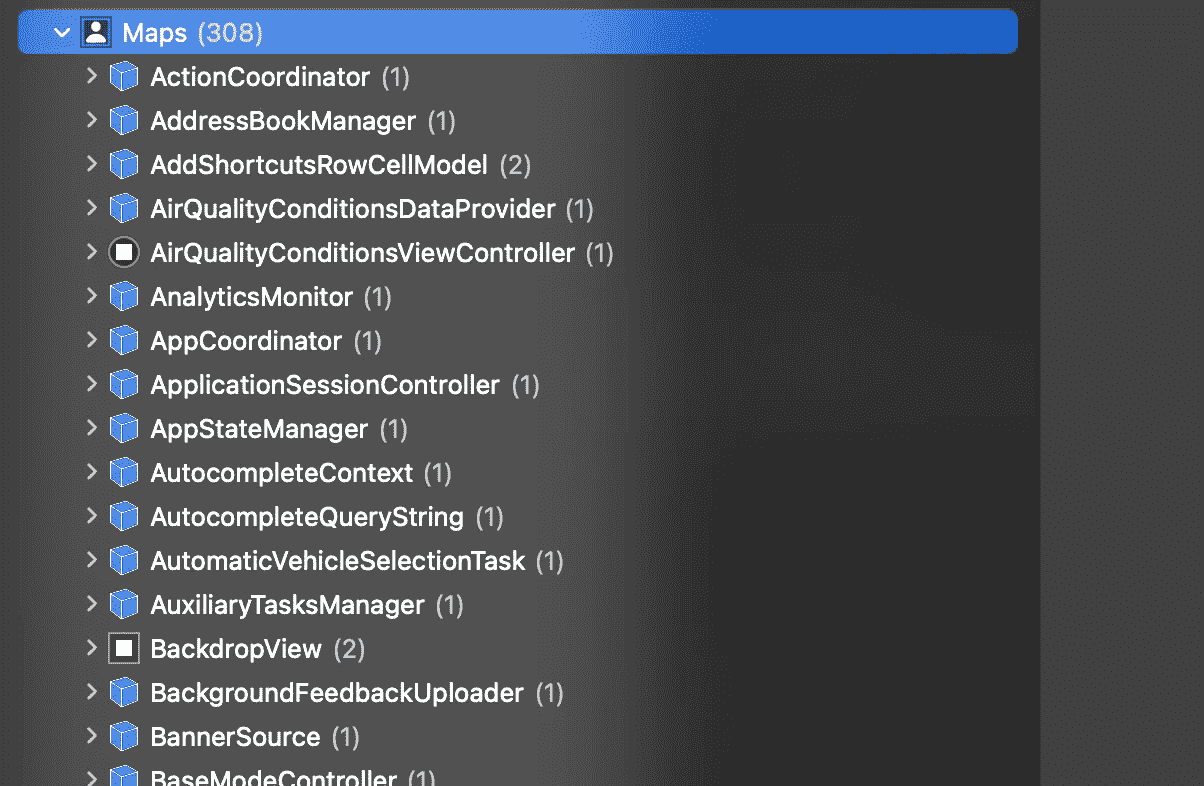 Maps (308)
ActionCoordinator (1)
AddressBookManager (1)
AddShortcutsRowCellModel (2)
AirQualityConditionsDataProvider (1)
AirQualityConditionsViewController (1)
AnalyticsMonitor (1)
AppCoordinator (1)
ApplicationSessionController (1)
AppStateManager (1)
AutocompleteContext (1)
AutocompleteQueryString (1)
AutomaticVehicleSelectionTask (1)
AuxiliaryTasksManager (1)
BackdropView (2)
BackgroundFeedbackUploader (1)
BannerSource (1)
BaseModeController (1)